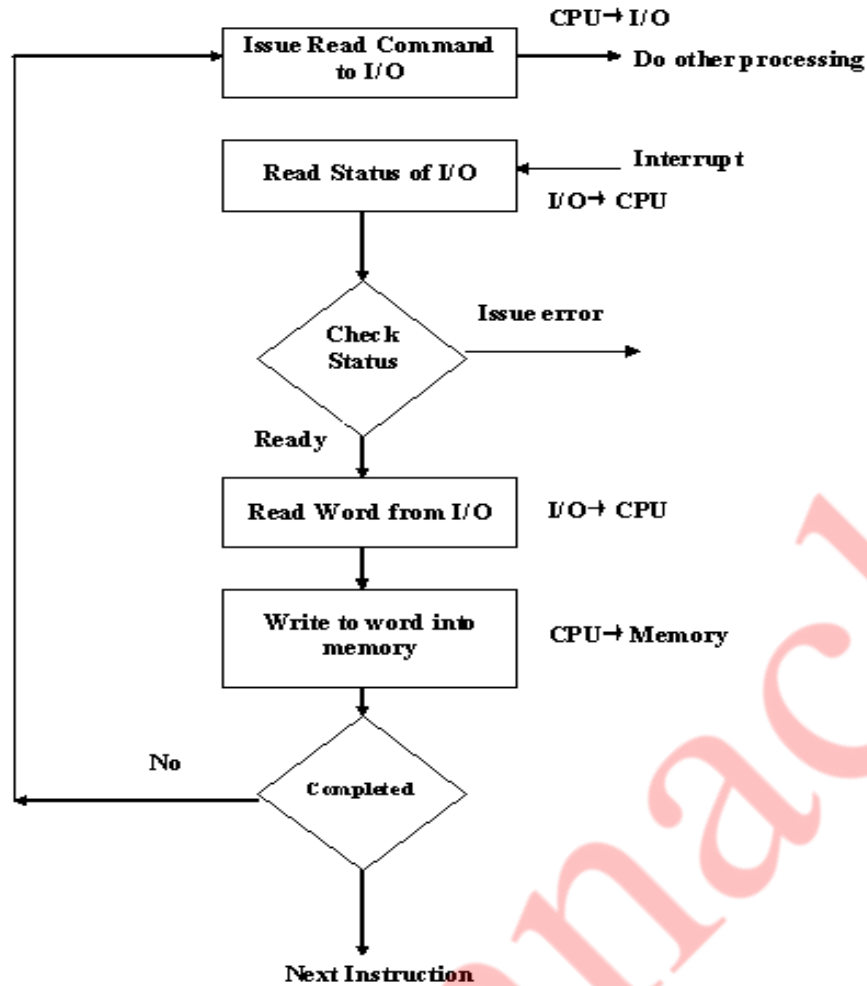 CPU→ I/O
Issue Read Command
to I/O
Do other processing
Read Status of I/O
Interrupt
I/O→ CPU
Check
Status
Issue error
Ready
Read Word from I/O
I/O→ CPU
Write to word into
memory
CPU→ Memory
No
Completed
Next Instruction